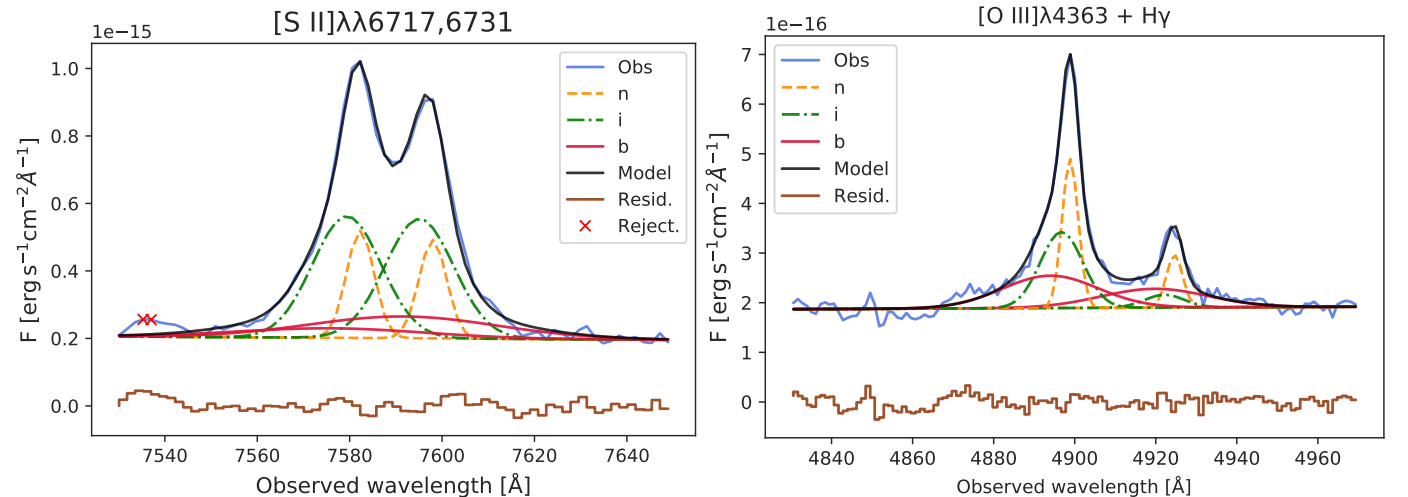 [S II]λλ6717,6731
1e−15
F [erg s⁻¹cm⁻²Å⁻¹]
1.0
0.8
0.6
0.4
0.2
0.0
Obs
n
i
b
Model
Resid.
Reject.
7540 7560 7580 7600 7620 7640
Observed wavelength [Å]
[O III]λ4363 + Hγ
1e−16
F [erg s⁻¹cm⁻²Å⁻¹]
7
6
5
4
3
2
1
0
Obs
n
i
b
Model
Resid.
4840 4860 4880 4900 4920 4940 4960
Observed wavelength [Å]